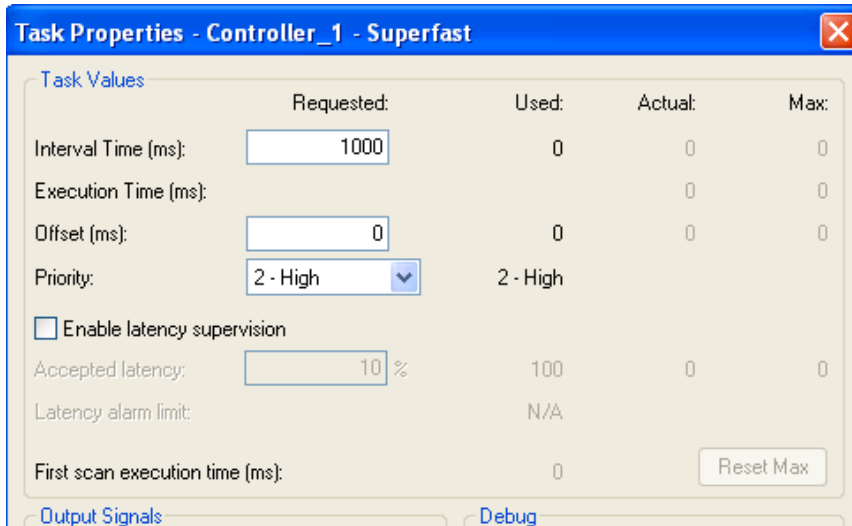 Task Properties - Controller_1 - Superfast
Task Values
Requested: Used: Actual: Max:
Interval Time (ms): 1000 0 0 0
Execution Time (ms): 0 0
Offset (ms): 0 0 0 0
Priority: 2 - High 2 - High
Enable latency supervision
Accepted latency: 10 % 100 0 0
Latency alarm limit: N/A
First scan execution time (ms): 0 Reset Max
Output Signals Debug